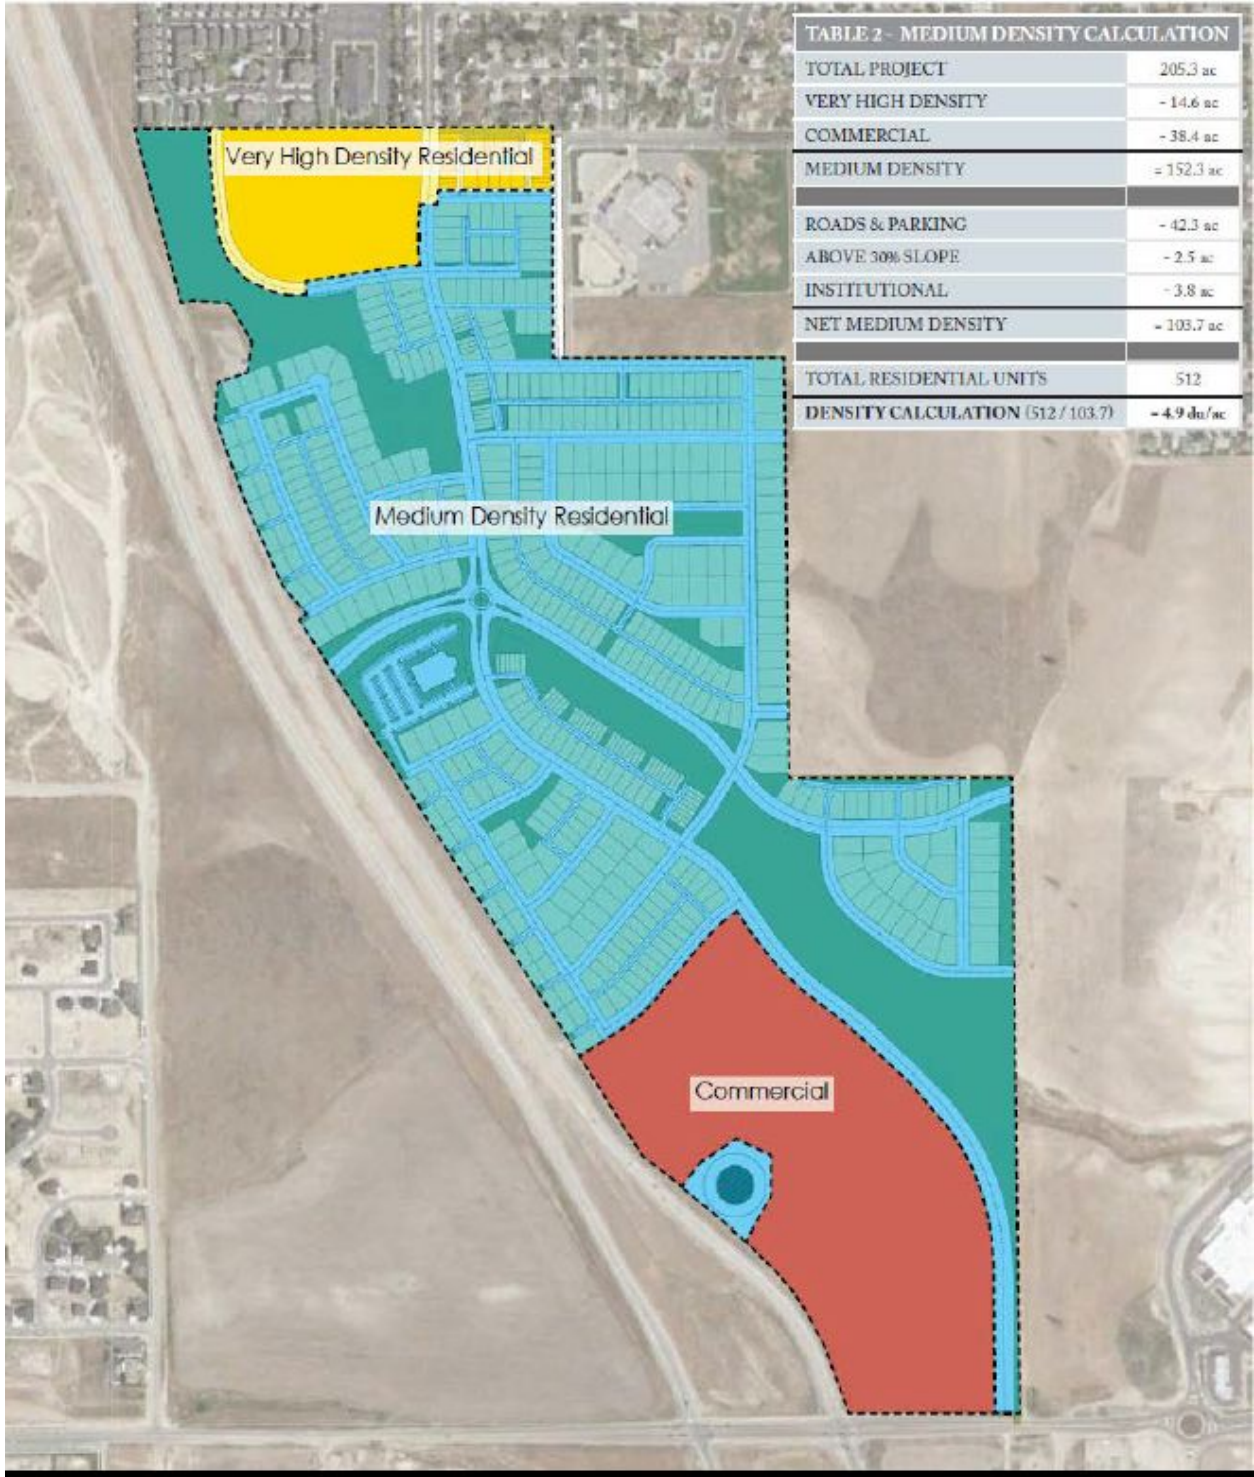 TABLE 2 - MEDIUM DENSITY CALCULATION
TOTAL PROJECT 205.3 ac
VERY HIGH DENSITY - 14.6 ac
COMMERCIAL - 38.4 ac
MEDIUM DENSITY = 152.3 ac
ROADS & PARKING - 42.3 ac
ABOVE 30% SLOPE - 2.5 ac
INSTITUTIONAL - 3.8 ac
NET MEDIUM DENSITY = 103.7 ac
TOTAL RESIDENTIAL UNITS 512
DENSITY CALCULATION (512 / 103.7) = 4.9 du/ac
Very High Density Residential
Medium Density Residential
Commercial